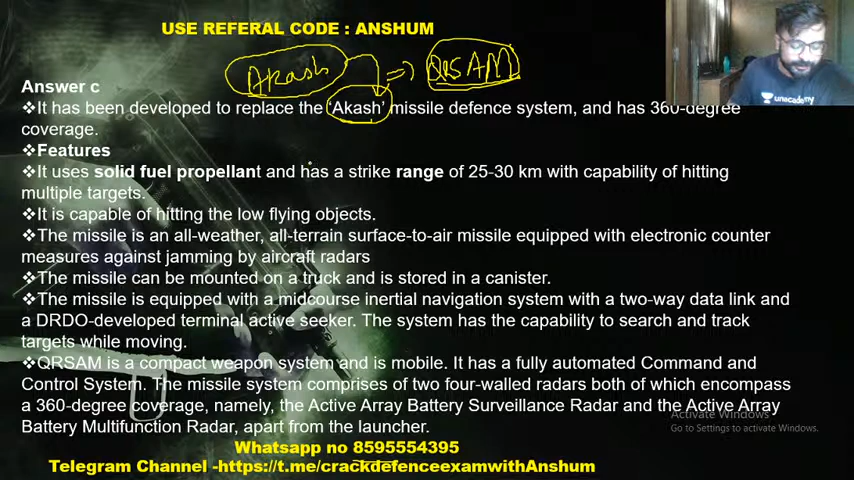 USE REFERAL CODE : ANSHUM
Akash => QRSAM
unacademy
Answer c
❖It has been developed to replace the 'Akash' missile defence system, and has 360-degree
coverage.
❖Features
❖It uses solid fuel propellant and has a strike range of 25-30 km with capability of hitting
multiple targets.
❖It is capable of hitting the low flying objects.
❖The missile is an all-weather, all-terrain surface-to-air missile equipped with electronic counter
measures against jamming by aircraft radars
❖The missile can be mounted on a truck and is stored in a canister.
❖The missile is equipped with a midcourse inertial navigation system with a two-way data link and
a DRDO-developed terminal active seeker. The system has the capability to search and track
targets while moving.
❖QRSAM is a compact weapon system and is mobile. It has a fully automated Command and
Control System. The missile system comprises of two four-walled radars both of which encompass
a 360-degree coverage, namely, the Active Array Battery Surveillance Radar and the Active Array
Battery Multifunction Radar, apart from the launcher.
Activate Windows
Go to Settings to activate Windows.
Whatsapp no 8595554395
Telegram Channel -https://t.me/crackdefenceexamwithAnshum